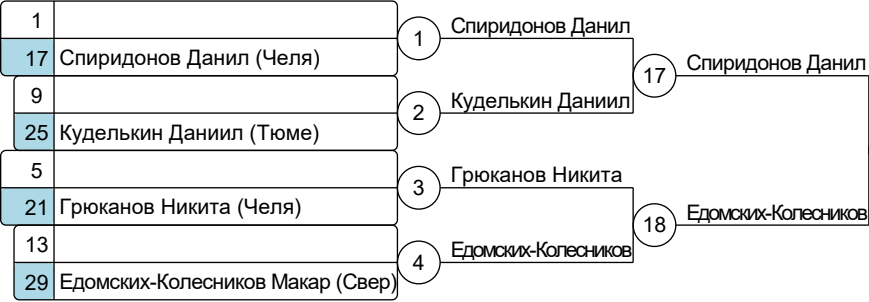 1
17 Спиридонов Данил (Челя)
9
25 Куделькин Даниил (Тюме)
5
21 Грюканов Никита (Челя)
13
29 Едомских-Колесников Макар (Свер)
1 Спиридонов Данил
2 Куделькин Даниил
3 Грюканов Никита
4 Едомских-Колесников
17 Спиридонов Данил
18 Едомских-Колесников